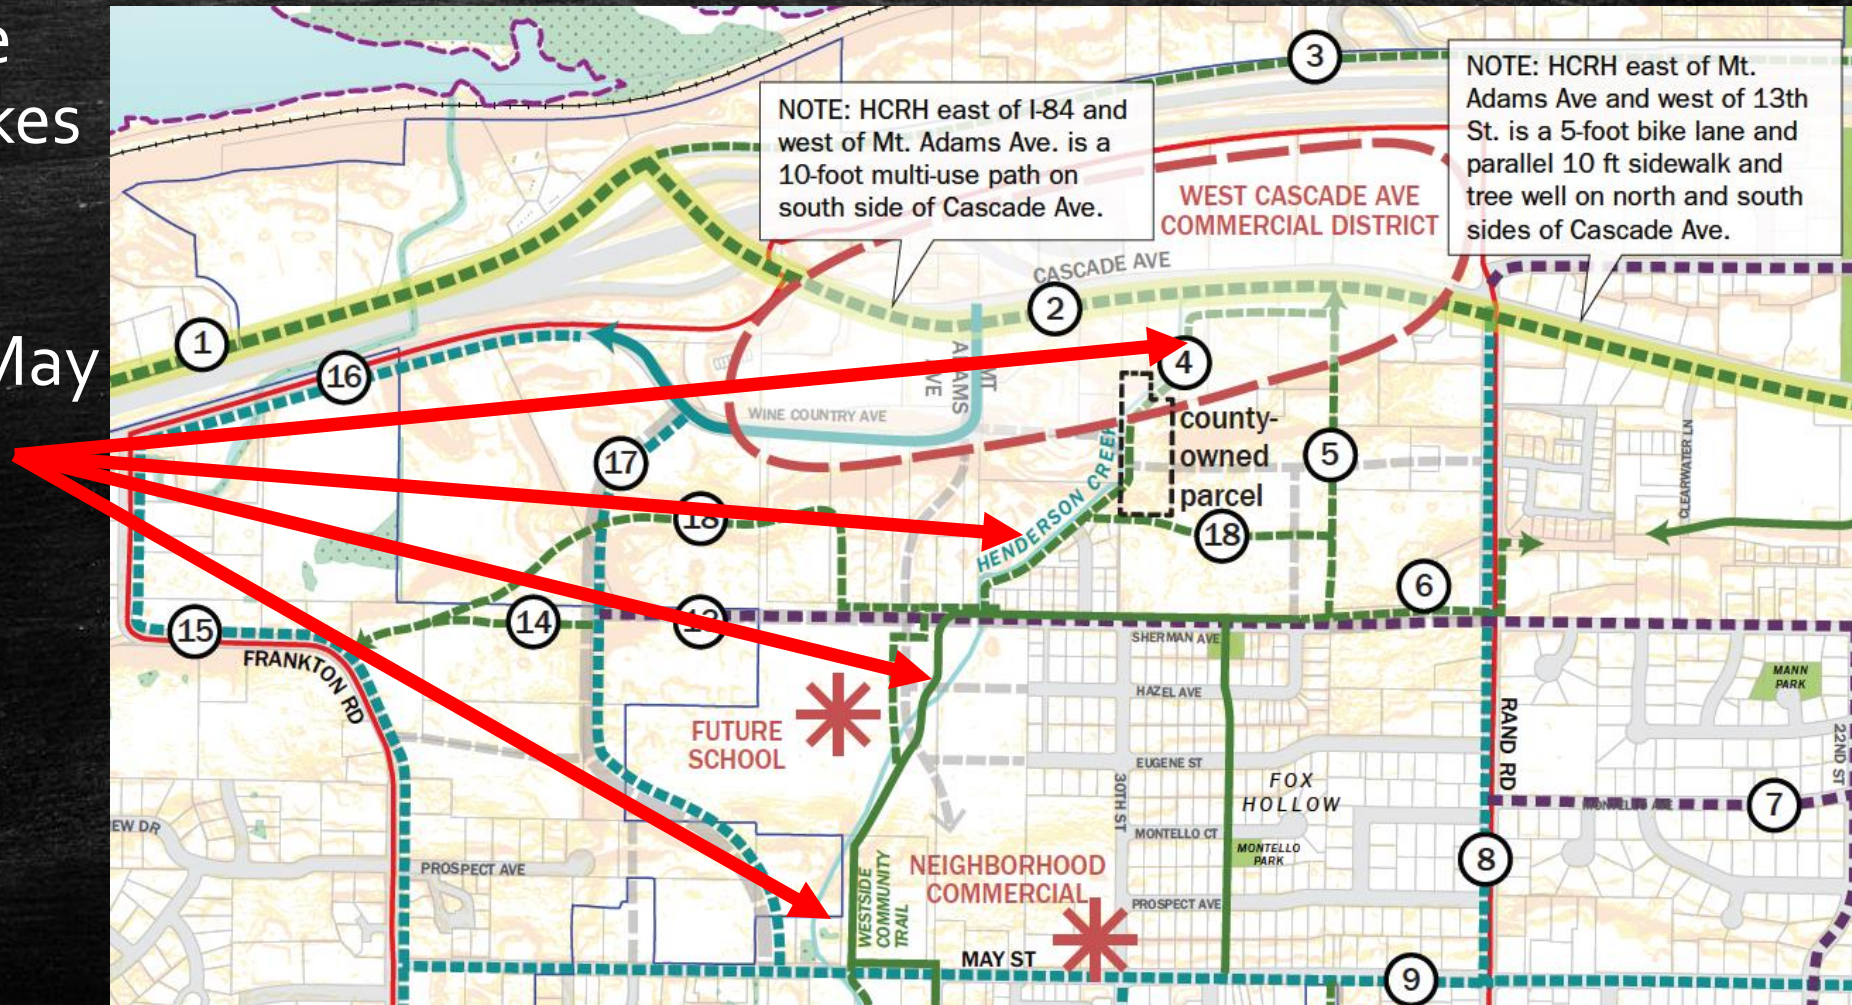 e
kes
May
NOTE: HCRH east of I-84 and
west of Mt. Adams Ave. is a
10-foot multi-use path on
south side of Cascade Ave.
3
NOTE: HCRH east of Mt.
Adams Ave and west of 13th
St. is a 5-foot bike lane and
parallel 10 ft sidewalk and
tree well on north and south
sides of Cascade Ave.
WEST CASCADE AVE
COMMERCIAL DISTRICT
CASCADE AVE
2
1
16
4
MT
ADAMS
AVE
WINE COUNTRY AVE
county-
owned
parcel
5
17
18
HENDERSON CREEK
18
CLEARWATER LN
6
14
13
15
FRANKTON RD
SHERMAN AVE
HAZEL AVE
MANN
PARK
RAND RD
22ND ST
FUTURE
SCHOOL
EUGENE ST
30TH ST
FOX
HOLLOW
MONTELLO AVE
7
MONTELLO CT
MONTELLO
PARK
8
EW DR
PROSPECT AVE
WESTSIDE
COMMUNITY
TRAIL
NEIGHBORHOOD
COMMERCIAL
PROSPECT AVE
MAY ST
9